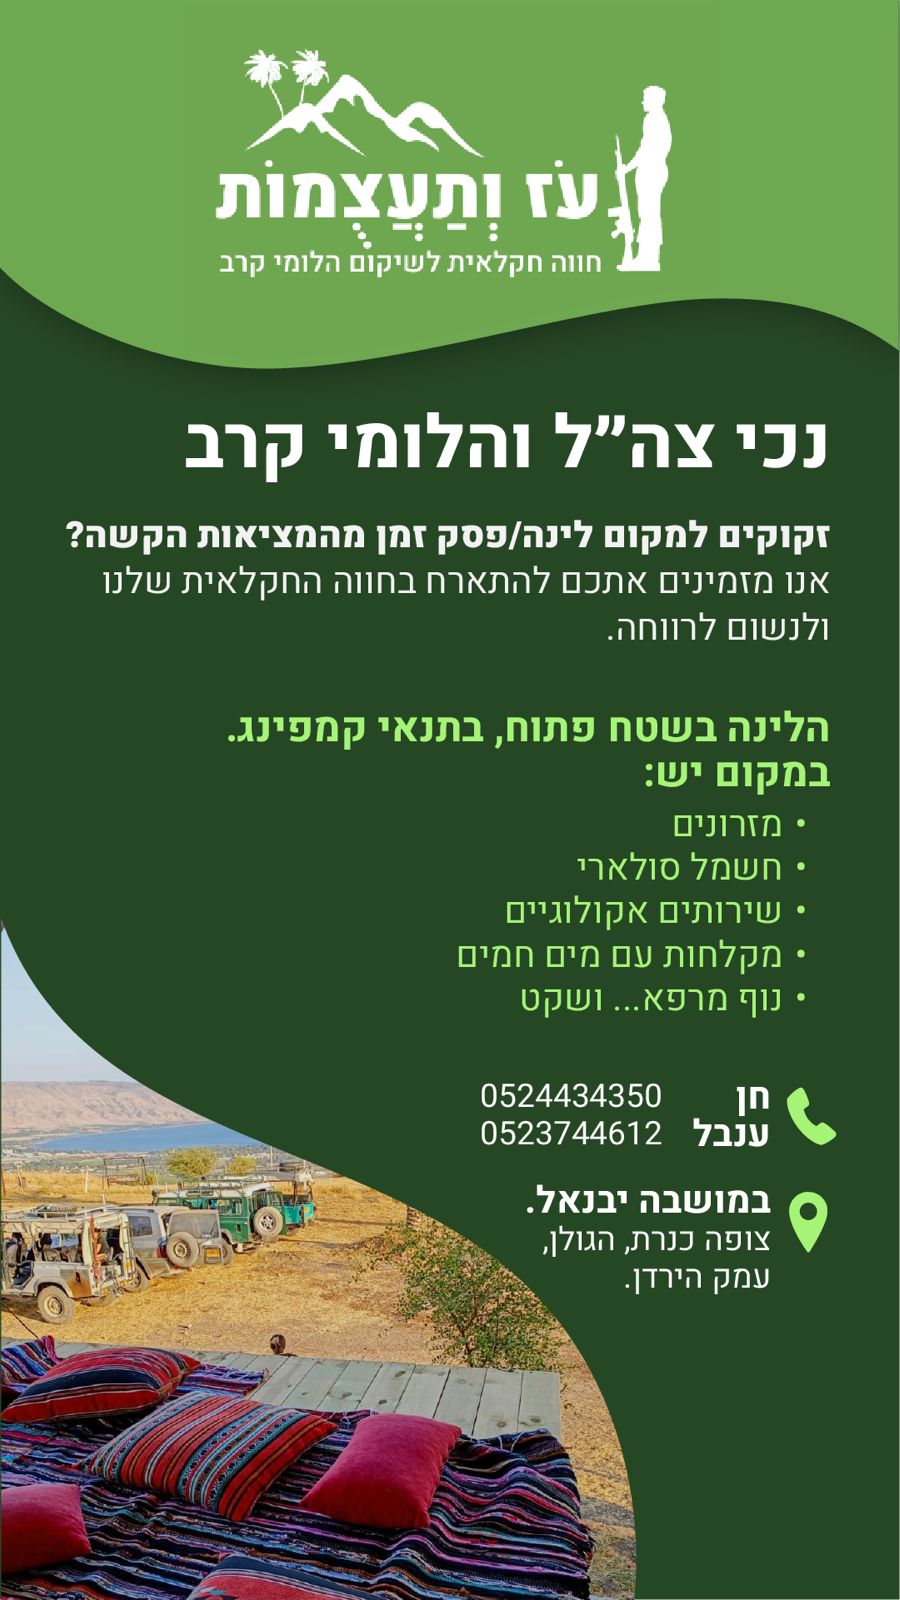 עֹז וְתַעֲצֻמוֹת
חווה חקלאית לשיקום הלומי קרב
נכי צה״ל והלומי קרב
זקוקים למקום לינה/פסק זמן מהמציאות הקשה?
אנו מזמינים אתכם להתארח בחווה החקלאית שלנו
ולנשום לרווחה.
הלינה בשטח פתוח, בתנאי קמפינג.
במקום יש:
• מזרונים
• חשמל סולארי
• שירותים אקולוגיים
• מקלחות עם מים חמים
• נוף מרפא... ושקט
חן 0524434350
ענבל 0523744612
במושבה יבנאל.
צופה כנרת, הגולן,
עמק הירדן.